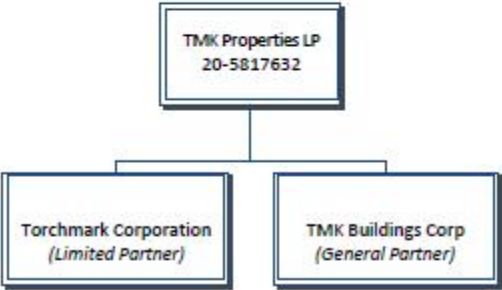 TMK Properties LP
20-5817632
Torchmark Corporation
(Limited Partner)
TMK Buildings Corp
(General Partner)